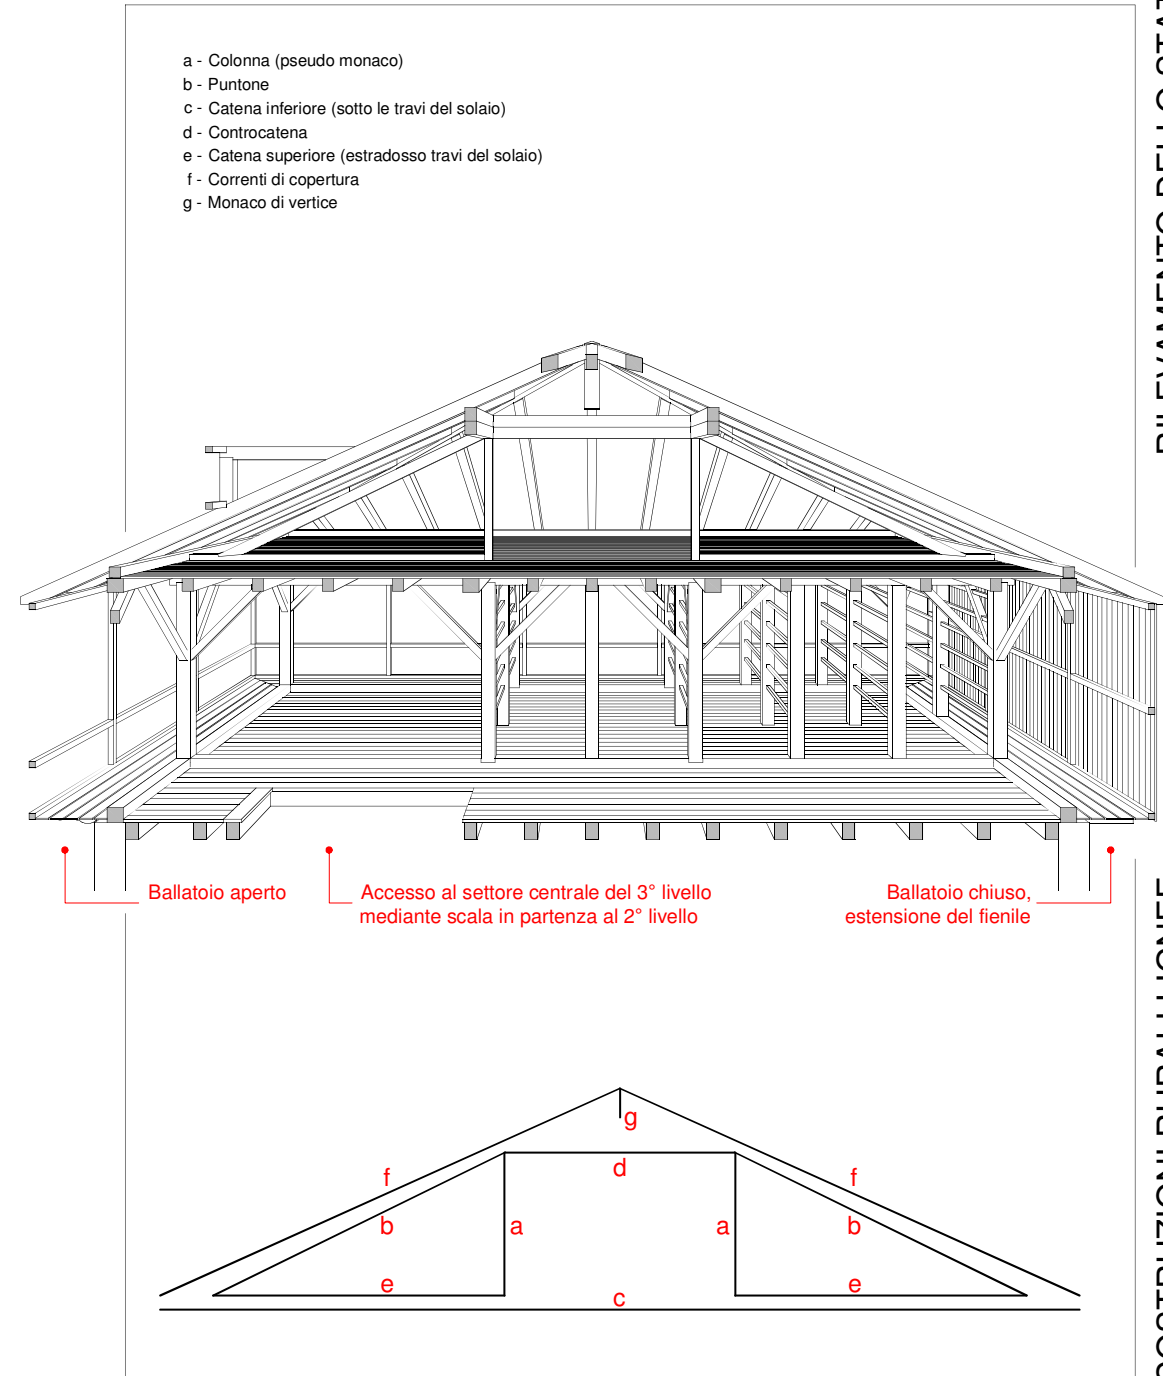 a - Colonna (pseudo monaco)
b - Puntone
c - Catena inferiore (sotto le travi del solaio)
d - Controcatena
e - Catena superiore (estradosso travi del solaio)
f - Correnti di copertura
g - Monaco di vertice
Ballatoio aperto
Accesso al settore centrale del 3° livello
mediante scala in partenza al 2° livello
Ballatoio chiuso,
estensione del fienile
g
d
f
f
b
b
a
a
e
e
c
DELLO
RURALI